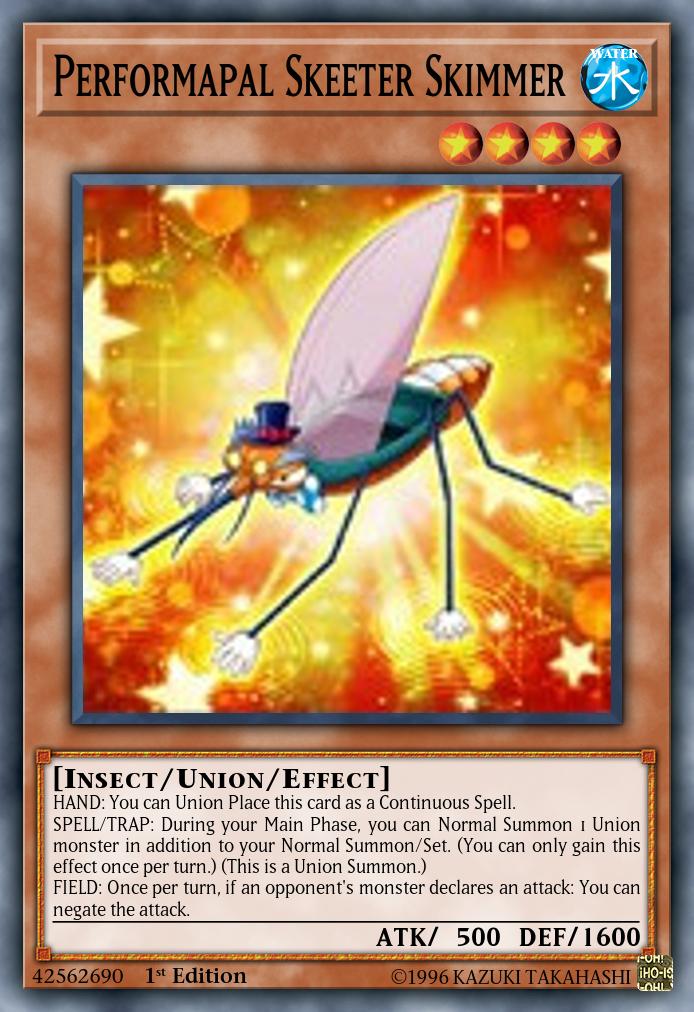 PERFORMAPAL SKEETER SKIMMER
WATER
水
[INSECT/UNION/EFFECT]
HAND: You can Union Place this card as a Continuous Spell.
SPELL/TRAP: During your Main Phase, you can Normal Summon 1 Union
monster in addition to your Normal Summon/Set. (You can only gain this
effect once per turn.) (This is a Union Summon.)
FIELD: Once per turn, if an opponent's monster declares an attack: You can
negate the attack.
ATK/ 500 DEF/1600
42562690 1st Edition ©1996 KAZUKI TAKAHASHI